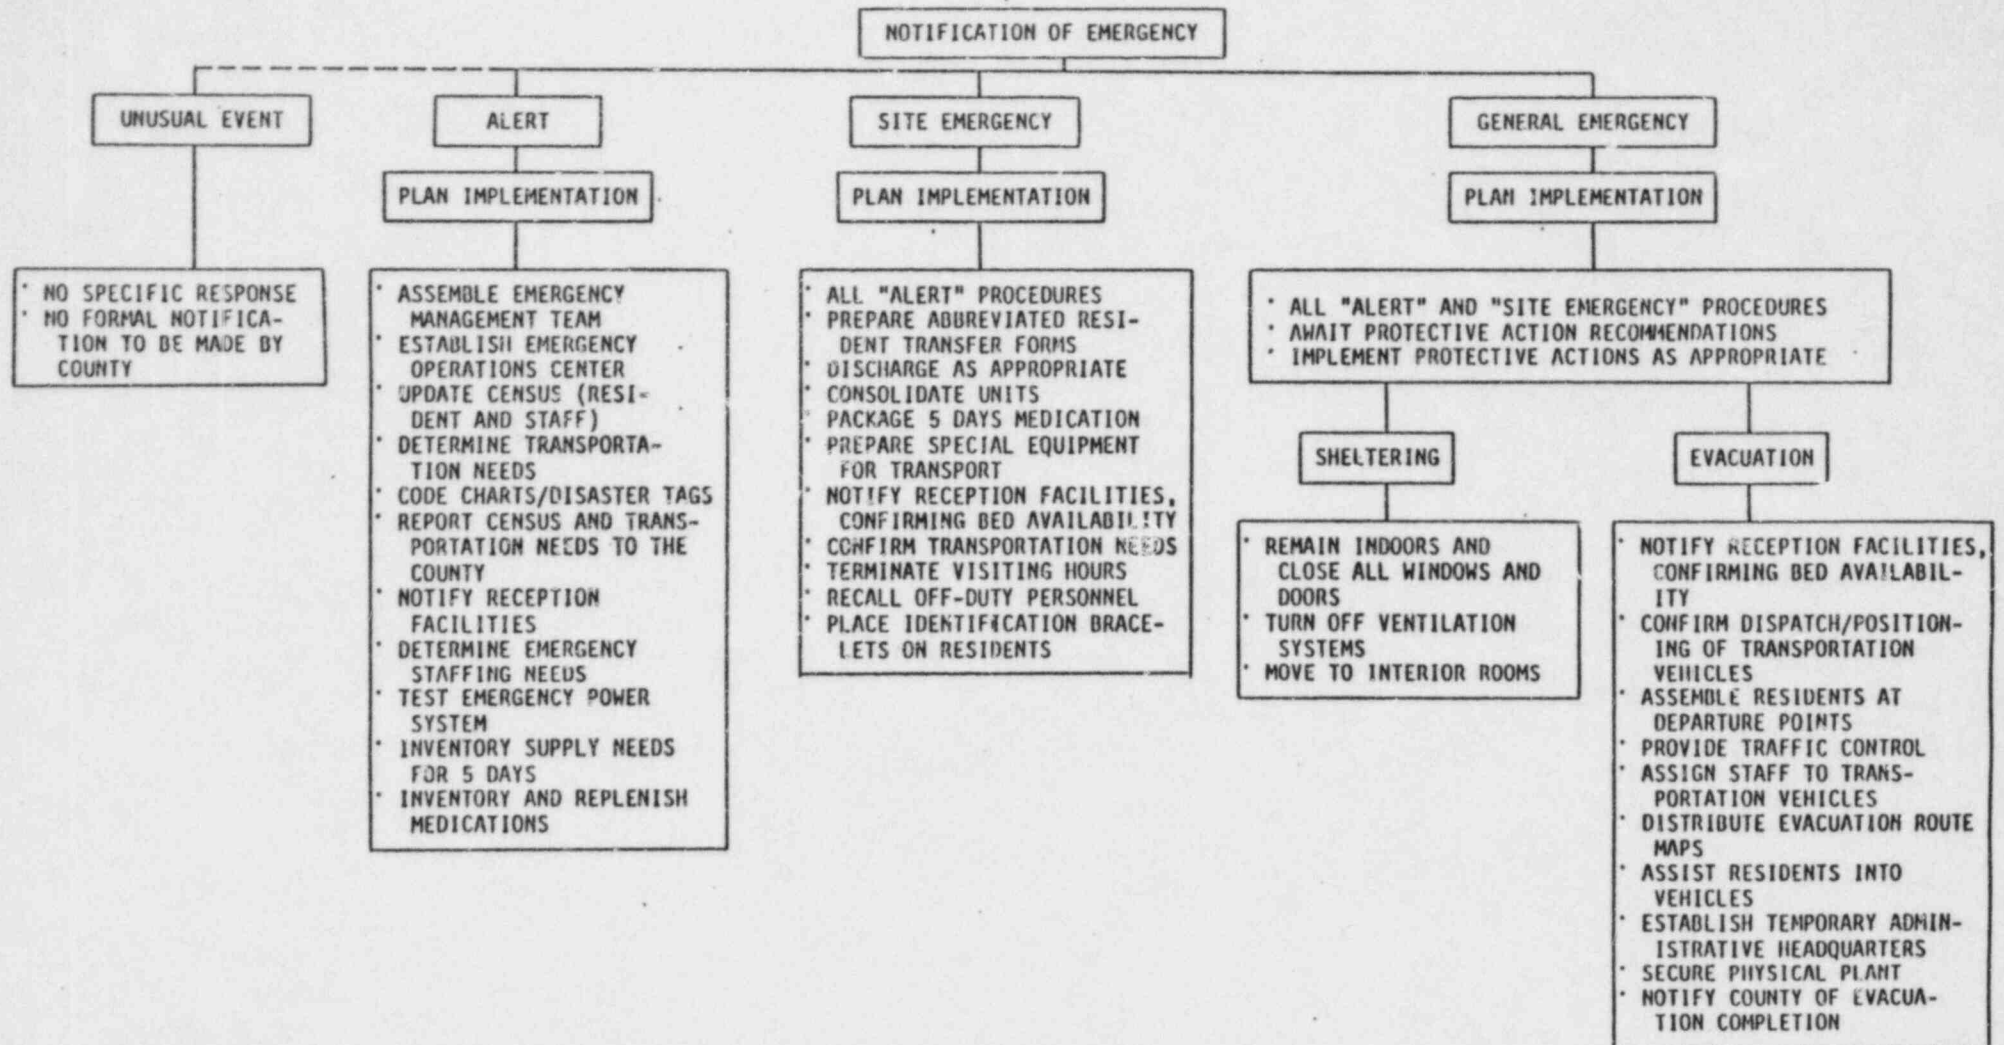 NOTIFICATION OF EMERGENCY
UNUSUAL EVENT
· NO SPECIFIC RESPONSE
· NO FORMAL NOTIFICA-
TION TO BE MADE BY
COUNTY
ALERT
PLAN IMPLEMENTATION
· ASSEMBLE EMERGENCY
MANAGEMENT TEAM
· ESTABLISH EMERGENCY
OPERATIONS CENTER
· UPDATE CENSUS (RESI-
DENT AND STAFF)
· DETERMINE TRANSPORTA-
TION NEEDS
· CODE CHARTS/DISASTER TAGS
· REPORT CENSUS AND TRANS-
PORTATION NEEDS TO THE
COUNTY
· NOTIFY RECEPTION
FACILITIES
· DETERMINE EMERGENCY
STAFFING NEEDS
· TEST EMERGENCY POWER
SYSTEM
· INVENTORY SUPPLY NEEDS
FOR 5 DAYS
· INVENTORY AND REPLENISH
MEDICATIONS
SITE EMERGENCY
PLAN IMPLEMENTATION
· ALL "ALERT" PROCEDURES
· PREPARE ABBREVIATED RESI-
DENT TRANSFER FORMS
· DISCHARGE AS APPROPRIATE
· CONSOLIDATE UNITS
· PACKAGE 5 DAYS MEDICATION
· PREPARE SPECIAL EQUIPMENT
FOR TRANSPORT
· NOTIFY RECEPTION FACILITIES,
CONFIRMING BED AVAILABILITY
· CONFIRM TRANSPORTATION NEEDS
· TERMINATE VISITING HOURS
· RECALL OFF-DUTY PERSONNEL
· PLACE IDENTIFICATION BRACE-
LETS ON RESIDENTS
GENERAL EMERGENCY
PLAN IMPLEMENTATION
· ALL "ALERT" AND "SITE EMERGENCY" PROCEDURES
· AWAIT PROTECTIVE ACTION RECOMMENDATIONS
· IMPLEMENT PROTECTIVE ACTIONS AS APPROPRIATE
SHELTERING
· REMAIN INDOORS AND
CLOSE ALL WINDOWS AND
DOORS
· TURN OFF VENTILATION
SYSTEMS
· MOVE TO INTERIOR ROOMS
EVACUATION
· NOTIFY RECEPTION FACILITIES,
CONFIRMING BED AVAILABIL-
ITY
· CONFIRM DISPATCH/POSITION-
ING OF TRANSPORTATION
VEHICLES
· ASSEMBLE RESIDENTS AT
DEPARTURE POINTS
· PROVIDE TRAFFIC CONTROL
· ASSIGN STAFF TO TRANS-
PORTATION VEHICLES
· DISTRIBUTE EVACUATION ROUTE
MAPS
· ASSIST RESIDENTS INTO
VEHICLES
· ESTABLISH TEMPORARY ADMIN-
ISTRATIVE HEADQUARTERS
· SECURE PHYSICAL PLANT
· NOTIFY COUNTY OF EVACUA-
TION COMPLETION